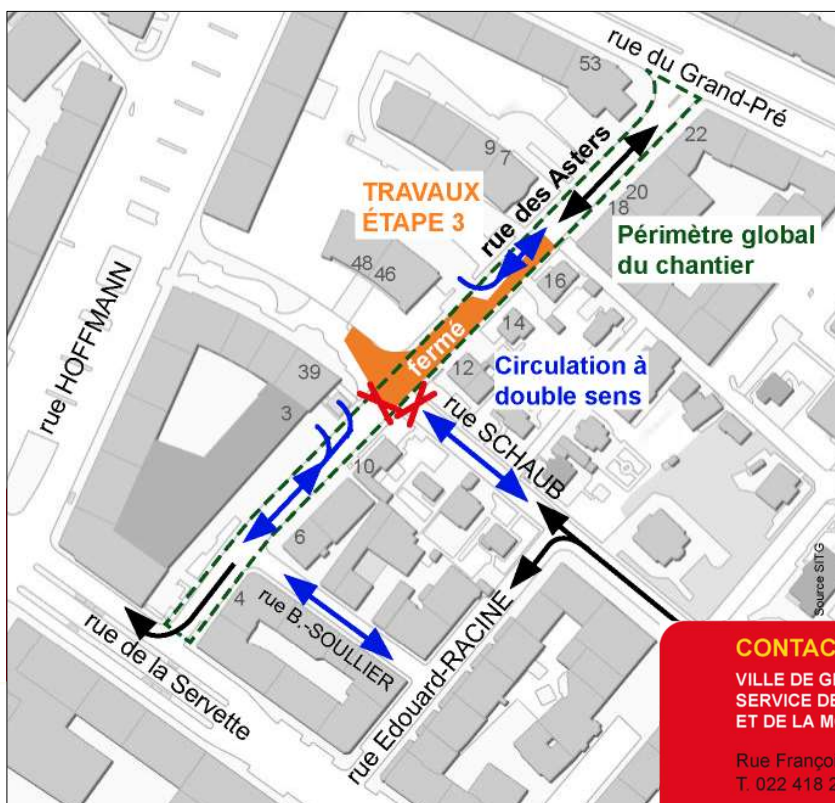 rue du Grand-Pré
53
22
9
7
rue des Asters
20
18
TRAVAUX
ÉTAPE 3
Périmètre global
du chantier
48
46
16
14
fermé
12
rue HOFFMANN
39
3
Circulation à
double sens
rue SCHAUB
10
6
4
rue B.-SOULLIER
rue de la Servette
rue Edouard-RACINE
Source SITG
CONTAC
VILLE DE G
SERVICE DE
ET DE LA M
Rue Franço
T. 022 418 2